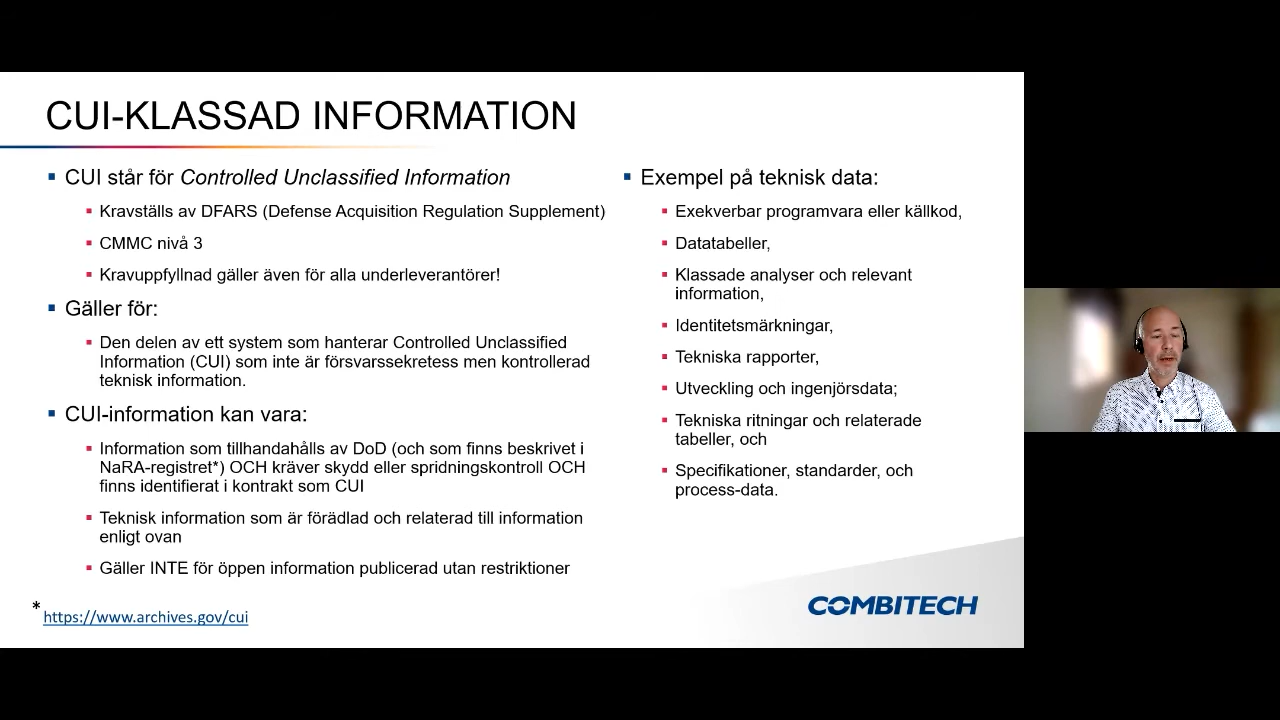 CUI-KLASSAD INFORMATION
CUI står för Controlled Unclassified Information
Kravställs av DFARS (Defense Acquisition Regulation Supplement)
CMMC nivå 3
Kravuppfyllnad gäller även för alla underleverantörer!
Gäller för:
Den delen av ett system som hanterar Controlled Unclassified
Information (CUI) som inte är försvarssekretess men kontrollerad
teknisk information.
CUI-information kan vara:
Information som tillhandahålls av DoD (och som finns beskrivet i
NaRA-registret*) OCH kräver skydd eller spridningskontroll OCH
finns identifierat i kontrakt som CUI
Teknisk information som är förädlad och relaterad till information
enligt ovan
Gäller INTE för öppen information publicerad utan restriktioner
* https://www.archives.gov/cui
Exempel på teknisk data:
Exekverbar programvara eller källkod,
Datatabeller,
Klassade analyser och relevant
information,
Identitetsmärkningar,
Tekniska rapporter,
Utveckling och ingenjörsdata;
Tekniska ritningar och relaterade
tabeller, och
Specifikationer, standarder, och
process-data.
COMBITECH